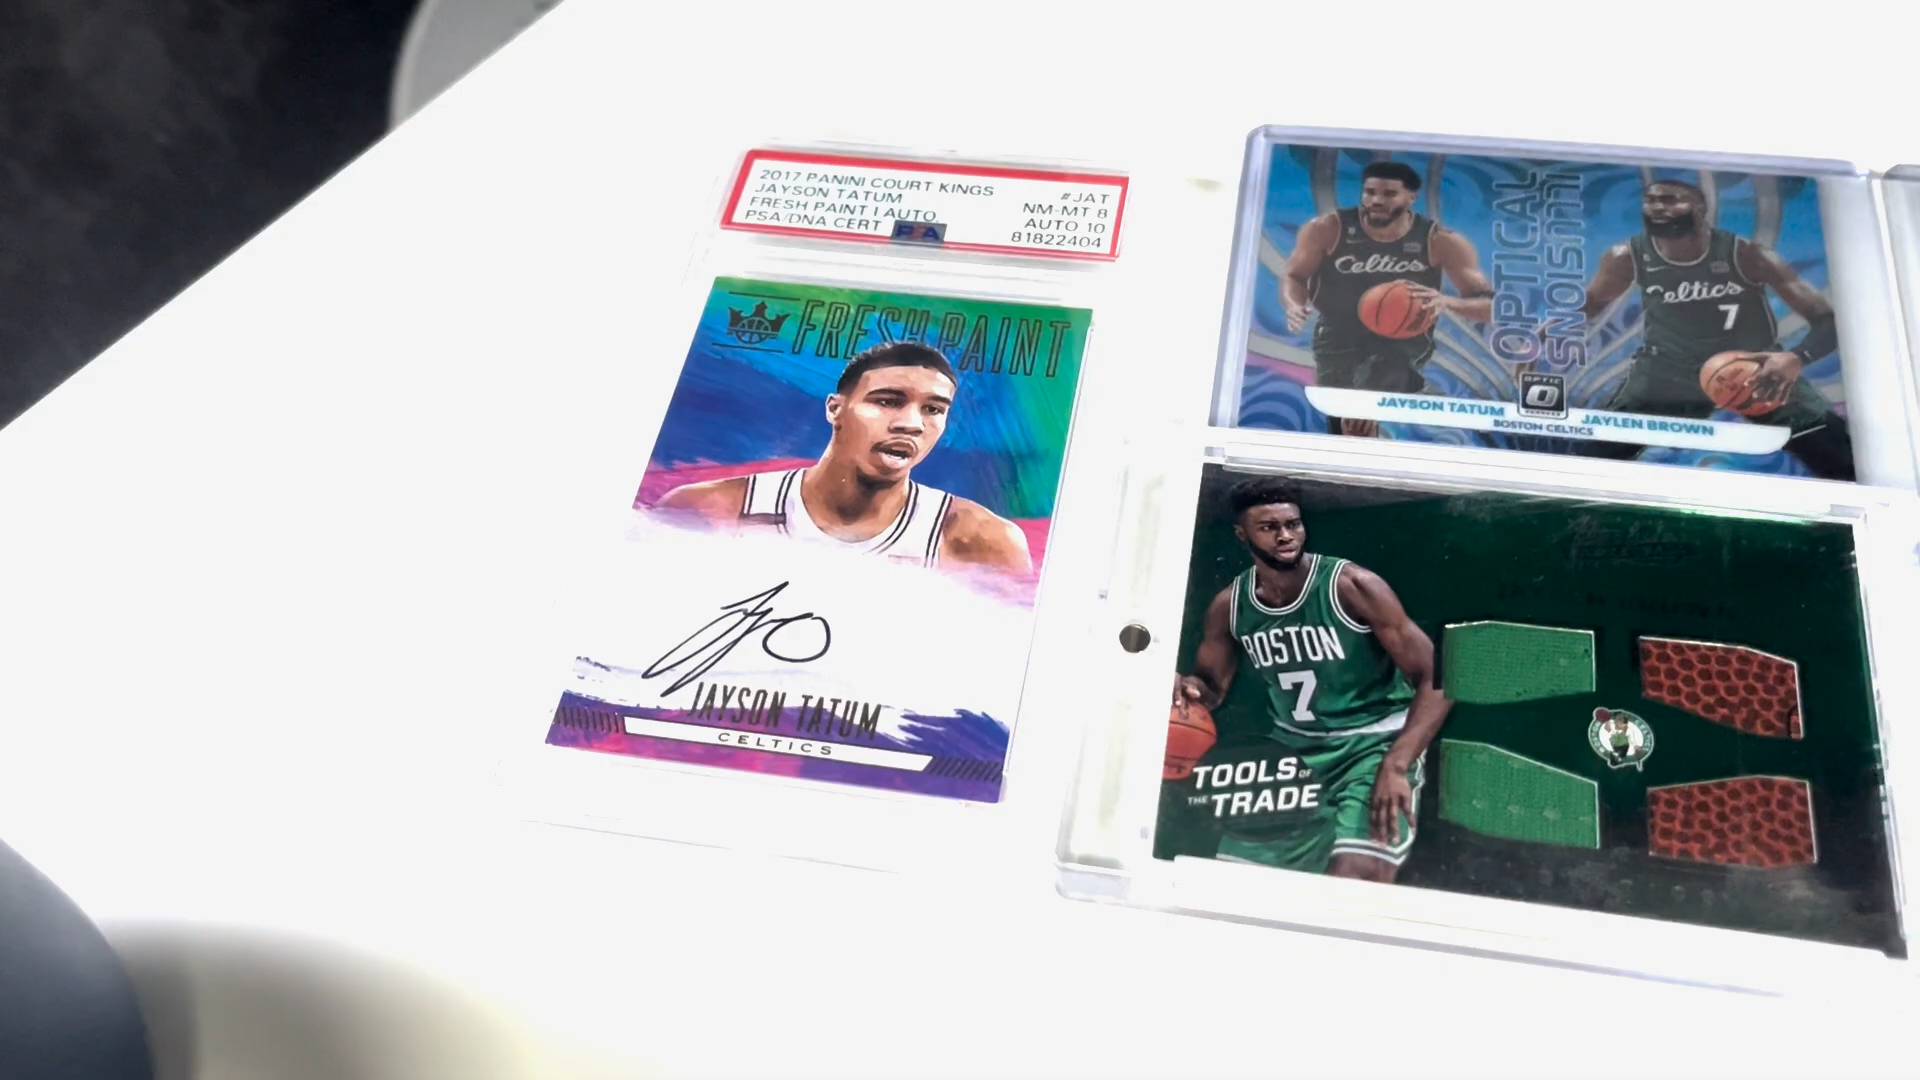 2017 PANINI COURT KINGS #JAT
JAYSON TATUM NM-MT 8
FRESH PAINT I AUTO. AUTO 10
PSA/DNA CERT PSA 81822404
FRESH PAINT
JAYSON TATUM
CELTICS
Celtics
OPTICAL
ILLUSIONS
Celtics
7
OPTIC
JAYSON TATUM
JAYLEN BROWN
BOSTON CELTICS
BOSTON
7
TOOLS OF
THE TRADE